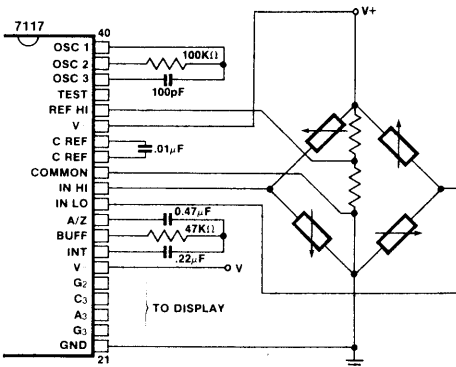 7117
40
V+
OSC 1
OSC 2
100KΩ
OSC 3
100pF
TEST
REF HI
V
C REF
.01μF
C REF
COMMON
IN HI
IN LO
0.47μF
A/Z
BUFF
47KΩ
INT
.22μF
V
V
G2
C3
TO DISPLAY
A3
G3
GND
21